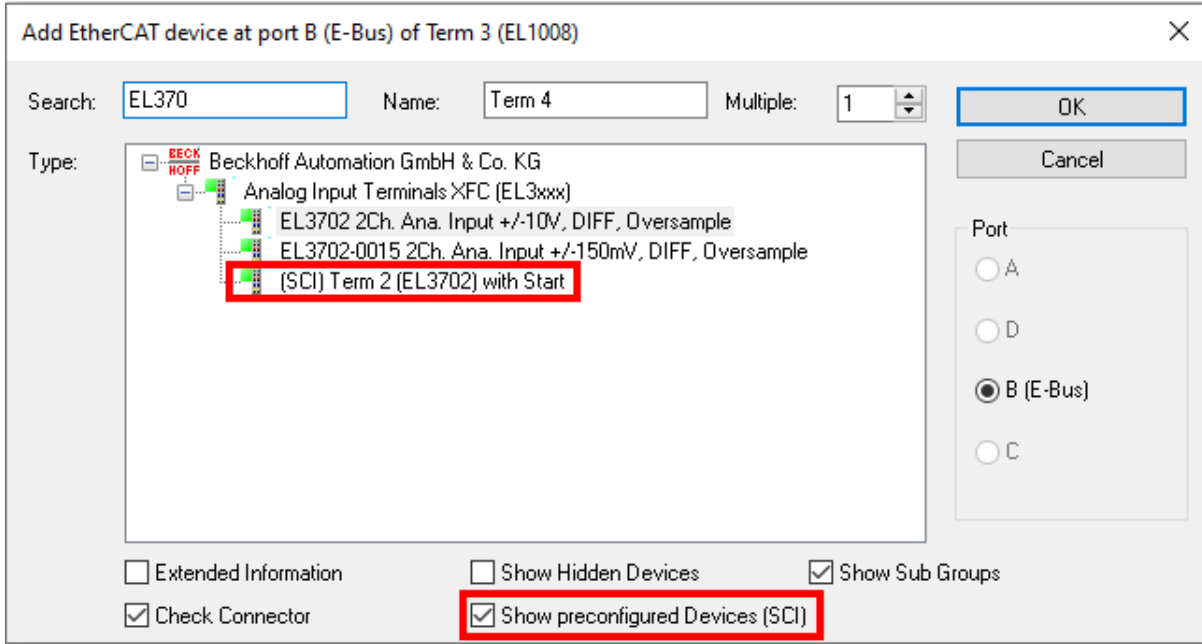 Add EtherCAT device at port B (E-Bus) of Term 3 (EL1008)
Search: EL370 Name: Term 4 Multiple: 1 OK
Type: BECKHOFF Beckhoff Automation GmbH & Co. KG Cancel
Analog Input Terminals XFC (EL3xxx)
EL3702 2Ch. Ana. Input +/-10V, DIFF, Oversample
EL3702-0015 2Ch. Ana. Input +/-150mV, DIFF, Oversample
(SCI) Term 2 (EL3702) with Start
Port
A
D
B (E-Bus)
C
Extended Information Show Hidden Devices Show Sub Groups
Check Connector Show preconfigured Devices (SCI)